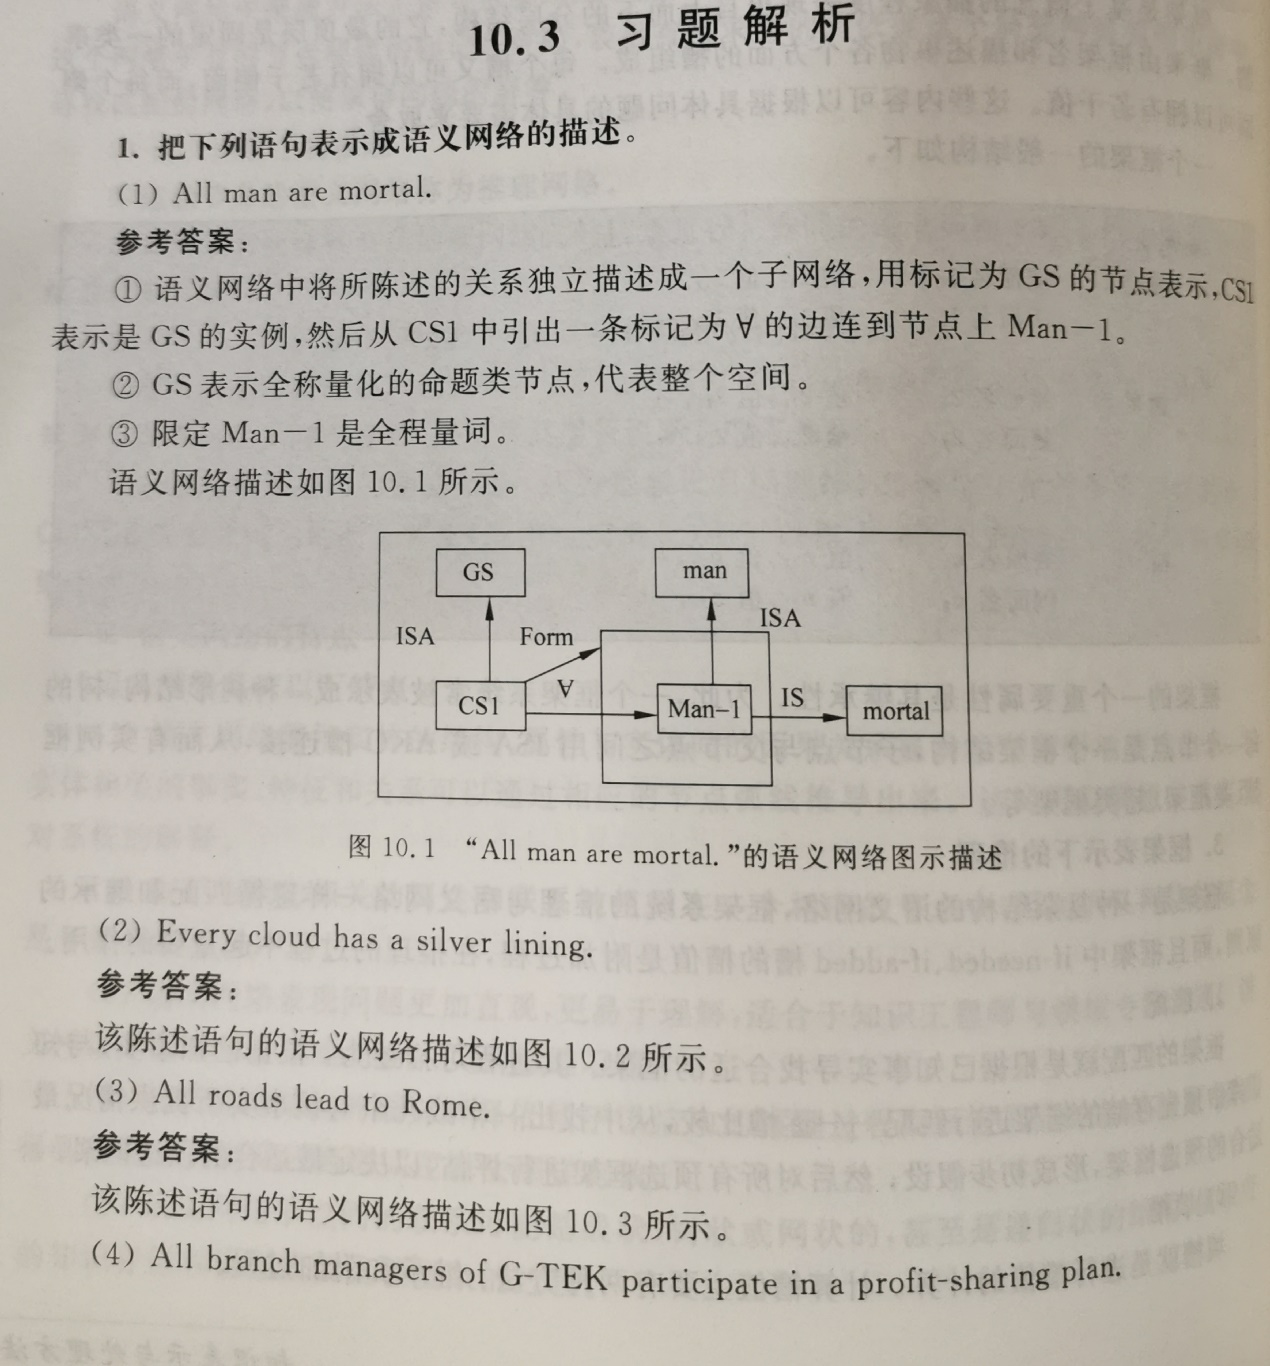 10.3 习题解析
1. 把下列语句表示成语义网络的描述。
(1) All man are mortal.
参考答案:
① 语义网络中将所陈述的关系独立描述成一个子网络,用标记为 GS 的节点表示,CS1
表示是 GS 的实例,然后从 CS1 中引出一条标记为 ∀ 的边连到节点上 Man－1。
② GS 表示全称量化的命题类节点,代表整个空间。
③ 限定 Man－1 是全程量词。
语义网络描述如图 10.1 所示。
GS
man
ISA
Form
ISA
∀
CS1
Man–1
IS
mortal
图 10.1 “All man are mortal.”的语义网络图示描述
(2) Every cloud has a silver lining.
参考答案:
该陈述语句的语义网络描述如图 10.2 所示。
(3) All roads lead to Rome.
参考答案:
该陈述语句的语义网络描述如图 10.3 所示。
(4) All branch managers of G-TEK participate in a profit-sharing plan.